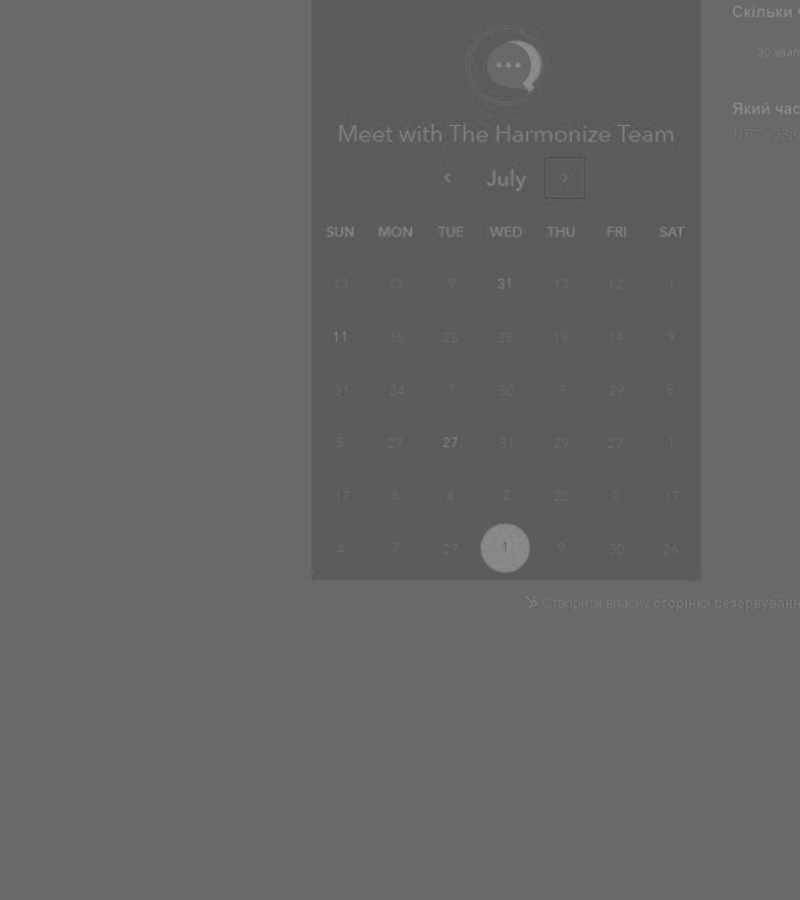 Скільки
30 хвил
Meet with The Harmonize Team
Який час
UTC +02:0
July
SUN MON TUE WED THU FRI SAT
13 13 9 31 13 12 1
11 15 25 28 19 14 9
31 24 7 30 3 29 5
5 27 27 31 29 27 1
17 6 4 2 22 2 17
4 7 27 1 9 30 26
Створити власну сторінка резервуванн